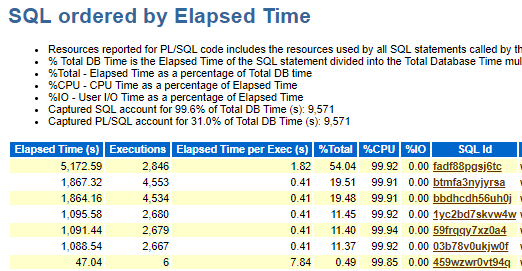 SQL ordered by Elapsed Time
Resources reported for PL/SQL code includes the resources used by all SQL statements called by th
% Total DB Time is the Elapsed Time of the SQL statement divided into the Total Database Time mul
%Total - Elapsed Time as a percentage of Total DB time
%CPU - CPU Time as a percentage of Elapsed Time
%IO - User I/O Time as a percentage of Elapsed Time
Captured SQL account for 99.6% of Total DB Time (s): 9,571
Captured PL/SQL account for 31.0% of Total DB Time (s): 9,571
Elapsed Time (s) Executions Elapsed Time per Exec (s) %Total %CPU %IO SQL Id
5,172.59 2,846 1.82 54.04 99.92 0.00 fadf88pgsj6tc
1,867.32 4,553 0.41 19.51 99.91 0.00 btmfa3nyjyrsa
1,864.16 4,534 0.41 19.48 99.91 0.00 bbdhcdh56uh0j
1,095.58 2,680 0.41 11.45 99.92 0.00 1yc2bd7skvw4w
1,091.44 2,679 0.41 11.40 99.94 0.00 59frqqy7xz0a4
1,088.54 2,667 0.41 11.37 99.92 0.00 03b78v0ukjw0f
47.04 6 7.84 0.49 99.85 0.00 459wzwr0vt94q